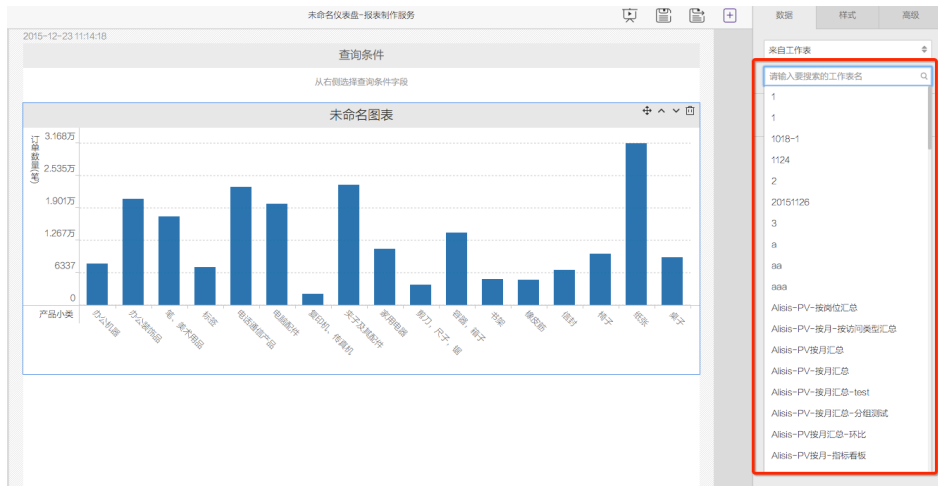 未命名仪表盘-报表制作服务
数据 样式 高级
2015-12-23 11:14:18
查询条件
从右侧选择查询条件字段
未命名图表
订单数量(笔)
3.168万
2.535万
1.901万
1.267万
6337
0
产品小类
办公机器
办公装饰品
笔、美术用品
标签
电话通信产品
电脑配件
复印机、传真机
夹子及其配件
家用电器
剪刀，尺子，锯
容器，箱子
书架
橡皮筋
信封
椅子
纸张
桌子
来自工作表
请输入要搜索的工作表名
1
1
1018-1
1124
2
20151126
3
a
aa
aaa
Alisis-PV-按岗位汇总
Alisis-PV-按月-按访问类型汇总
Alisis-PV按月汇总
Alisis-PV-按月汇总
Alisis-PV-按月汇总-test
Alisis-PV-按月汇总-分组测试
Alisis-PV按月汇总-环比
Alisis-PV按月-指标看板